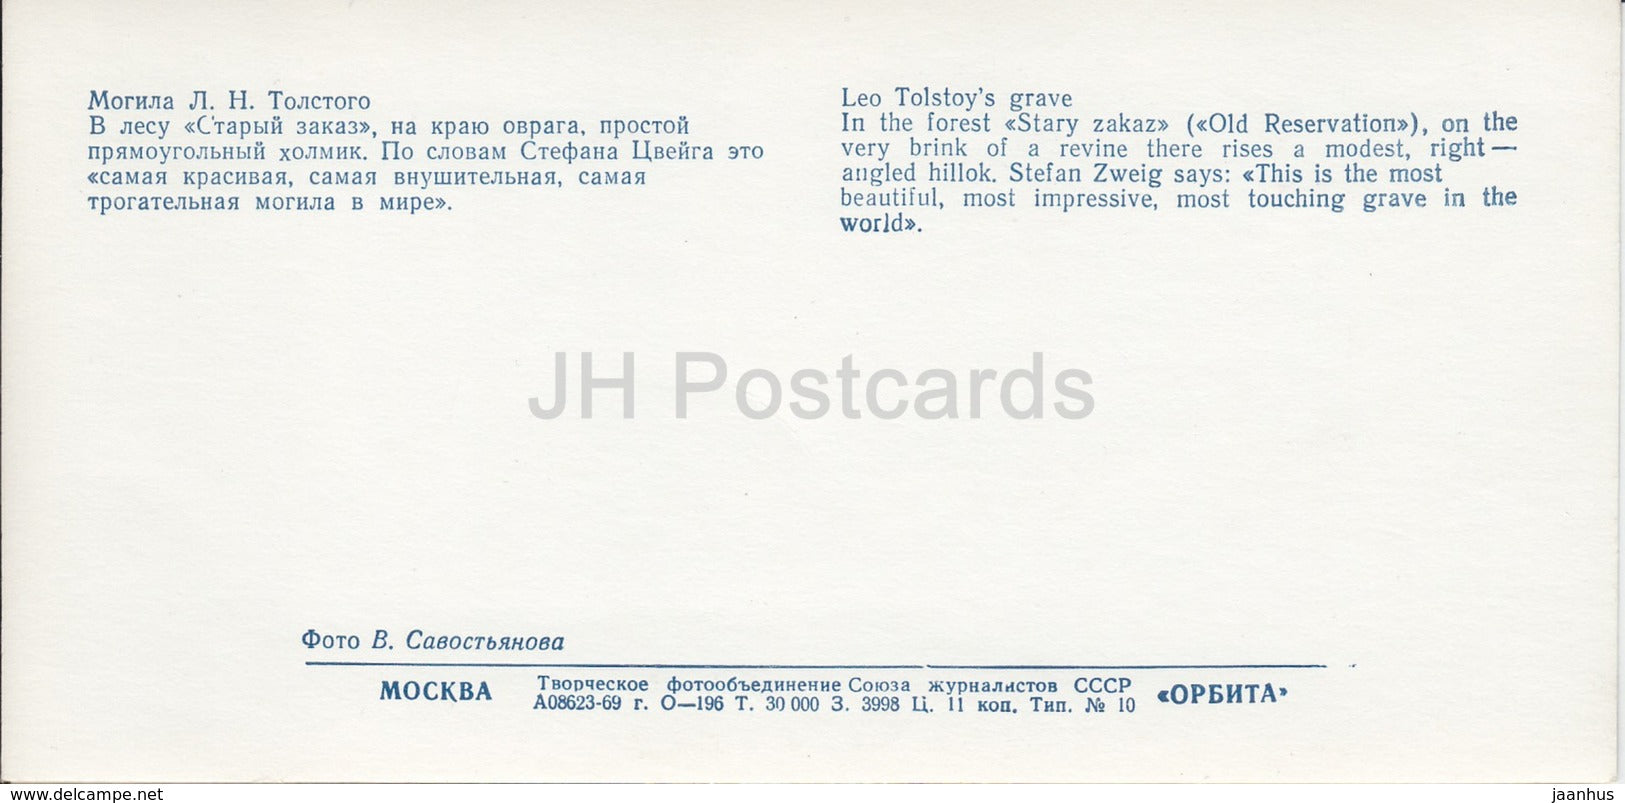 Могила Л. Н. Толстого
В лесу «Старый заказ», на краю оврага, простой
прямоугольный холмик. По словам Стефана Цвейга это
«самая красивая, самая внушительная, самая
трогательная могила в мире».
Leo Tolstoy's grave
In the forest «Stary zakaz» («Old Reservation»), on the
very brink of a revine there rises a modest, right—
angled hillok. Stefan Zweig says: «This is the most
beautiful, most impressive, most touching grave in the
world».
JH Postcards
Фото В. Савостьянова
МОСКВА
Творческое фотообъединение Союза журналистов СССР
А08623-69 г. О—196 Т. 30 000 З. 3998 Ц. 11 коп. Тип. № 10
«ОРБИТА»
www.delcampe.net
jaanhus